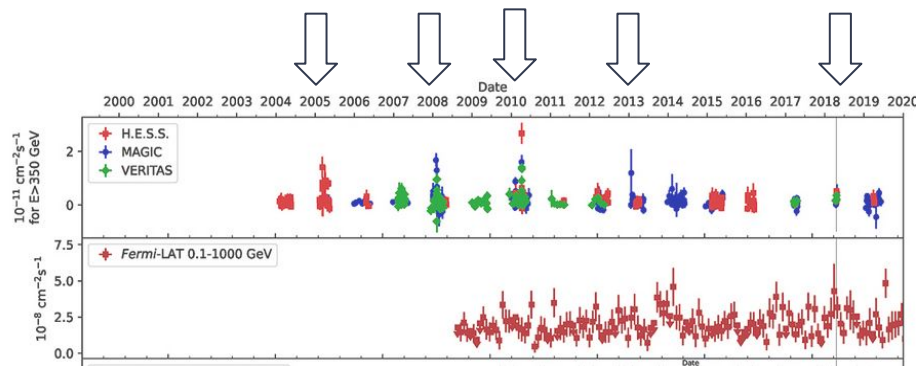 Date
2000 2001 2002 2003 2004 2005 2006 2007 2008 2009 2010 2011 2012 2013 2014 2015 2016 2017 2018 2019 2020
H.E.S.S.
MAGIC
VERITAS
2
0
10⁻¹¹ cm⁻²s⁻¹
for E>350 GeV
Fermi-LAT 0.1-1000 GeV
7.5
5.0
2.5
0.0
10⁻⁸ cm⁻²s⁻¹
Date